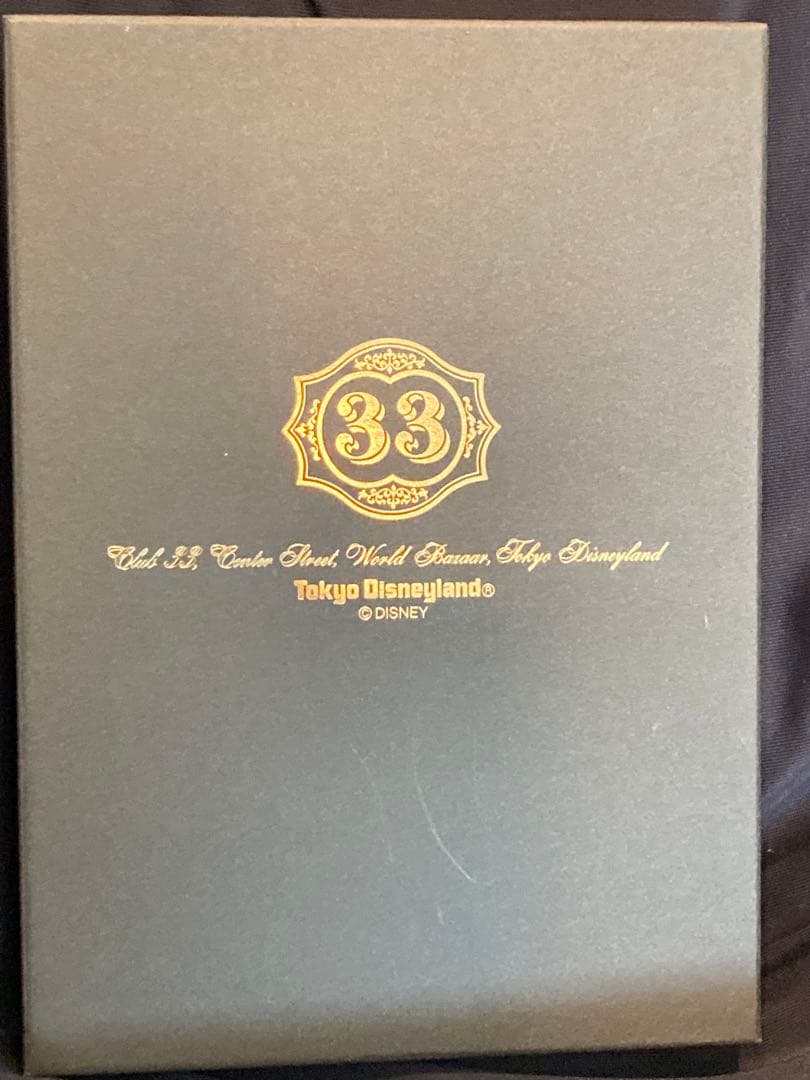 33
Club 33, Center Street, World Bazaar, Tokyo Disneyland
Tokyo Disneyland®
© DISNEY